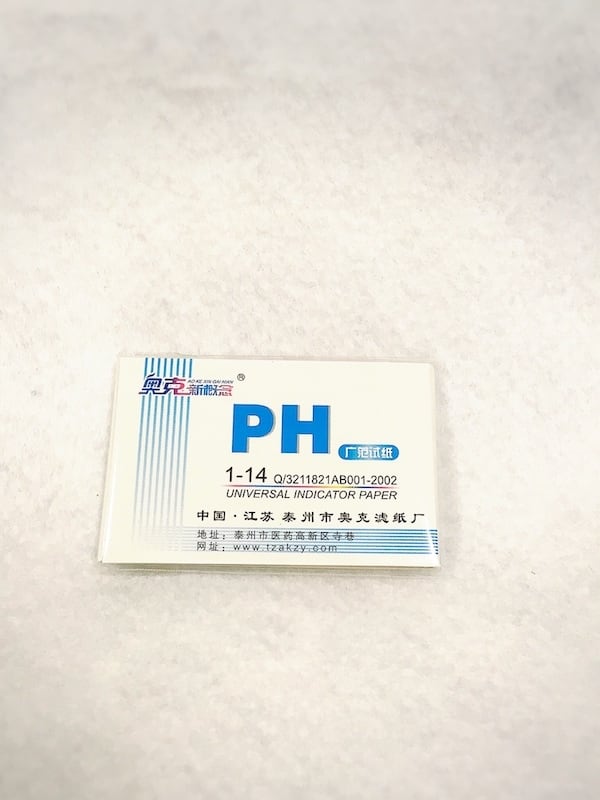 奥克 AO KE XIN GAI NIAN 新概念 ®
PH 广范试纸
1-14 Q/3211821AB001-2002
UNIVERSAL INDICATOR PAPER
中国·江苏 泰州市奥克滤纸厂
地址：泰州市医药高新区寺巷
网址：www.tzakzy.com